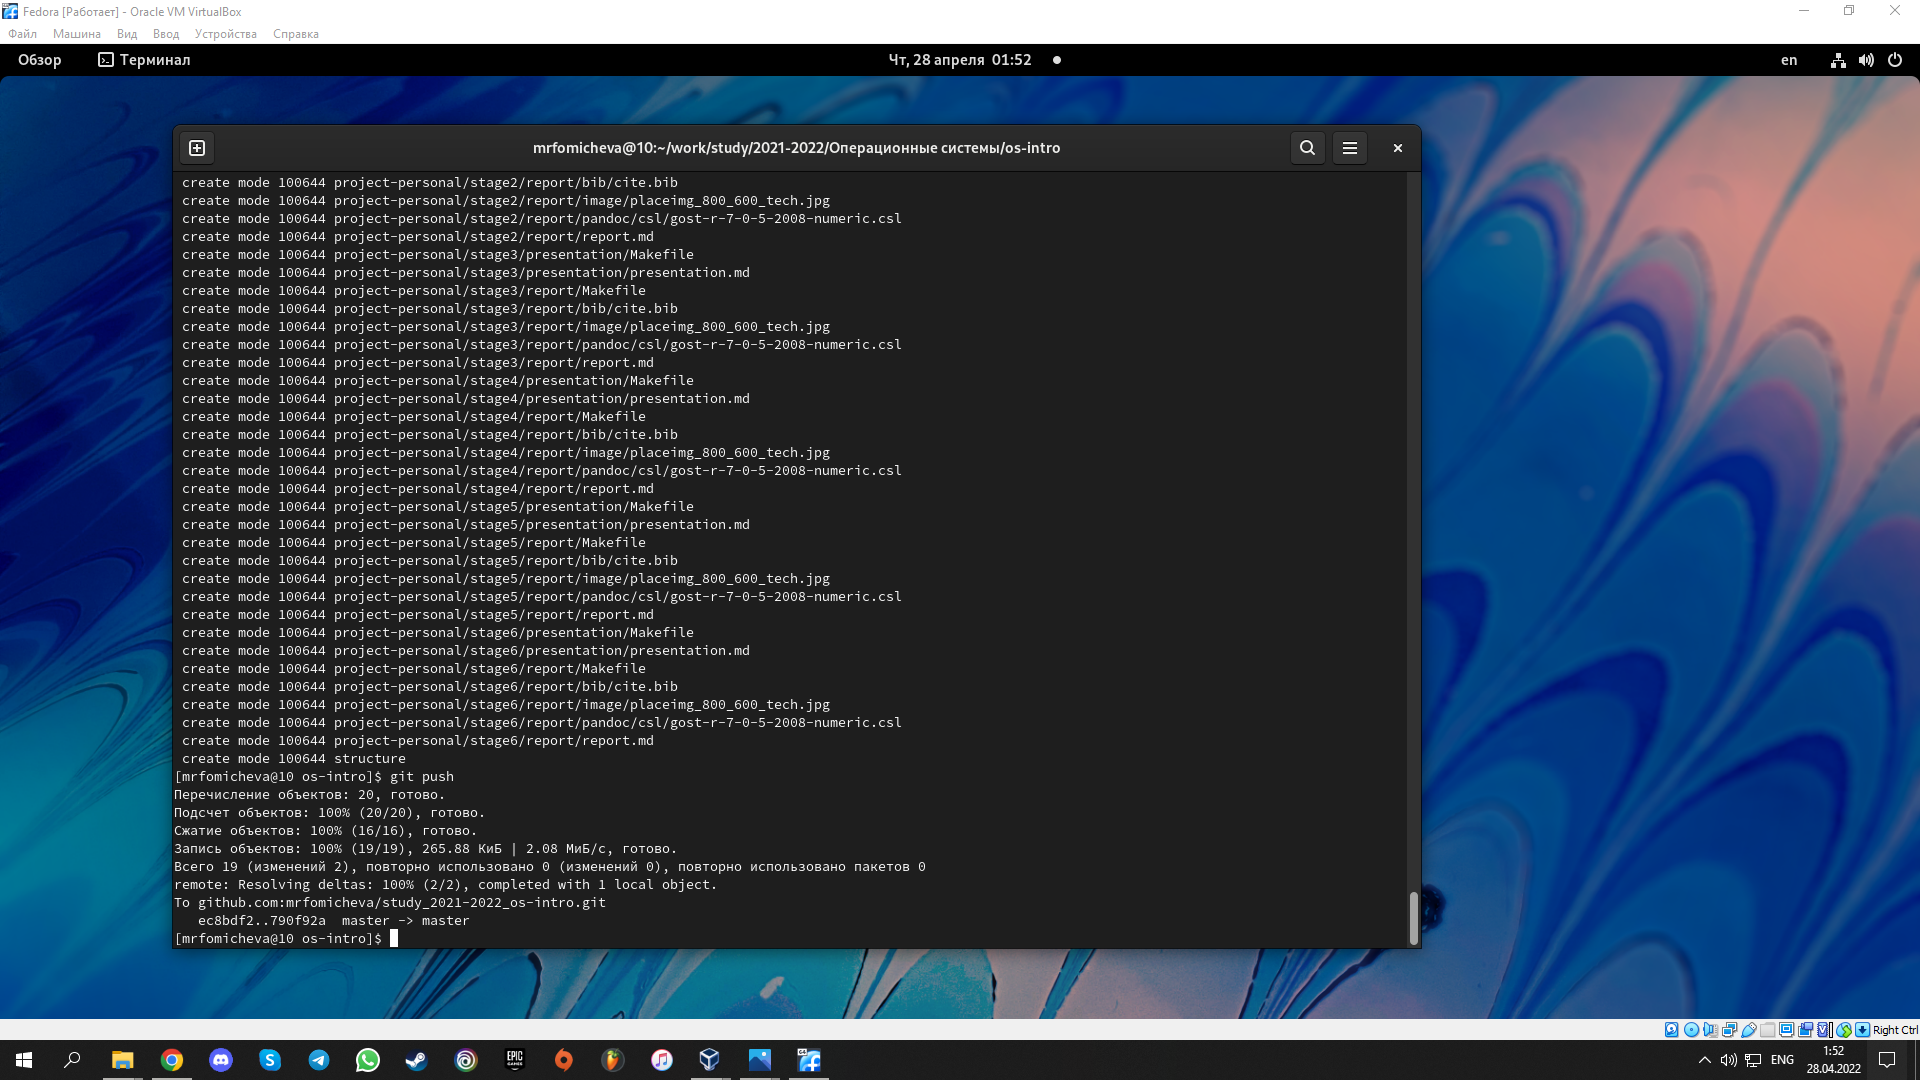 Fedora [Работает] - Oracle VM VirtualBox
Файл Машина Вид Ввод Устройства Справка
Обзор Терминал Чт, 28 апреля 01:52 en
mrfomicheva@10:~/work/study/2021-2022/Операционные системы/os-intro
create mode 100644 project-personal/stage2/report/bib/cite.bib
create mode 100644 project-personal/stage2/report/image/placeimg_800_600_tech.jpg
create mode 100644 project-personal/stage2/report/pandoc/csl/gost-r-7-0-5-2008-numeric.csl
create mode 100644 project-personal/stage2/report/report.md
create mode 100644 project-personal/stage3/presentation/Makefile
create mode 100644 project-personal/stage3/presentation/presentation.md
create mode 100644 project-personal/stage3/report/Makefile
create mode 100644 project-personal/stage3/report/bib/cite.bib
create mode 100644 project-personal/stage3/report/image/placeimg_800_600_tech.jpg
create mode 100644 project-personal/stage3/report/pandoc/csl/gost-r-7-0-5-2008-numeric.csl
create mode 100644 project-personal/stage3/report/report.md
create mode 100644 project-personal/stage4/presentation/Makefile
create mode 100644 project-personal/stage4/presentation/presentation.md
create mode 100644 project-personal/stage4/report/Makefile
create mode 100644 project-personal/stage4/report/bib/cite.bib
create mode 100644 project-personal/stage4/report/image/placeimg_800_600_tech.jpg
create mode 100644 project-personal/stage4/report/pandoc/csl/gost-r-7-0-5-2008-numeric.csl
create mode 100644 project-personal/stage4/report/report.md
create mode 100644 project-personal/stage5/presentation/Makefile
create mode 100644 project-personal/stage5/presentation/presentation.md
create mode 100644 project-personal/stage5/report/Makefile
create mode 100644 project-personal/stage5/report/bib/cite.bib
create mode 100644 project-personal/stage5/report/image/placeimg_800_600_tech.jpg
create mode 100644 project-personal/stage5/report/pandoc/csl/gost-r-7-0-5-2008-numeric.csl
create mode 100644 project-personal/stage5/report/report.md
create mode 100644 project-personal/stage6/presentation/Makefile
create mode 100644 project-personal/stage6/presentation/presentation.md
create mode 100644 project-personal/stage6/report/Makefile
create mode 100644 project-personal/stage6/report/bib/cite.bib
create mode 100644 project-personal/stage6/report/image/placeimg_800_600_tech.jpg
create mode 100644 project-personal/stage6/report/pandoc/csl/gost-r-7-0-5-2008-numeric.csl
create mode 100644 project-personal/stage6/report/report.md
create mode 100644 structure
[mrfomicheva@10 os-intro]$ git push
Перечисление объектов: 20, готово.
Подсчет объектов: 100% (20/20), готово.
Сжатие объектов: 100% (16/16), готово.
Запись объектов: 100% (19/19), 265.88 КиБ | 2.08 МиБ/с, готово.
Всего 19 (изменений 2), повторно использовано 0 (изменений 0), повторно использовано пакетов 0
remote: Resolving deltas: 100% (2/2), completed with 1 local object.
To github.com:mrfomicheva/study_2021-2022_os-intro.git
ec8bdf2..790f92a master -> master
[mrfomicheva@10 os-intro]$
Right Ctrl
EPIC GAMES
ENG
1:52
28.04.2022